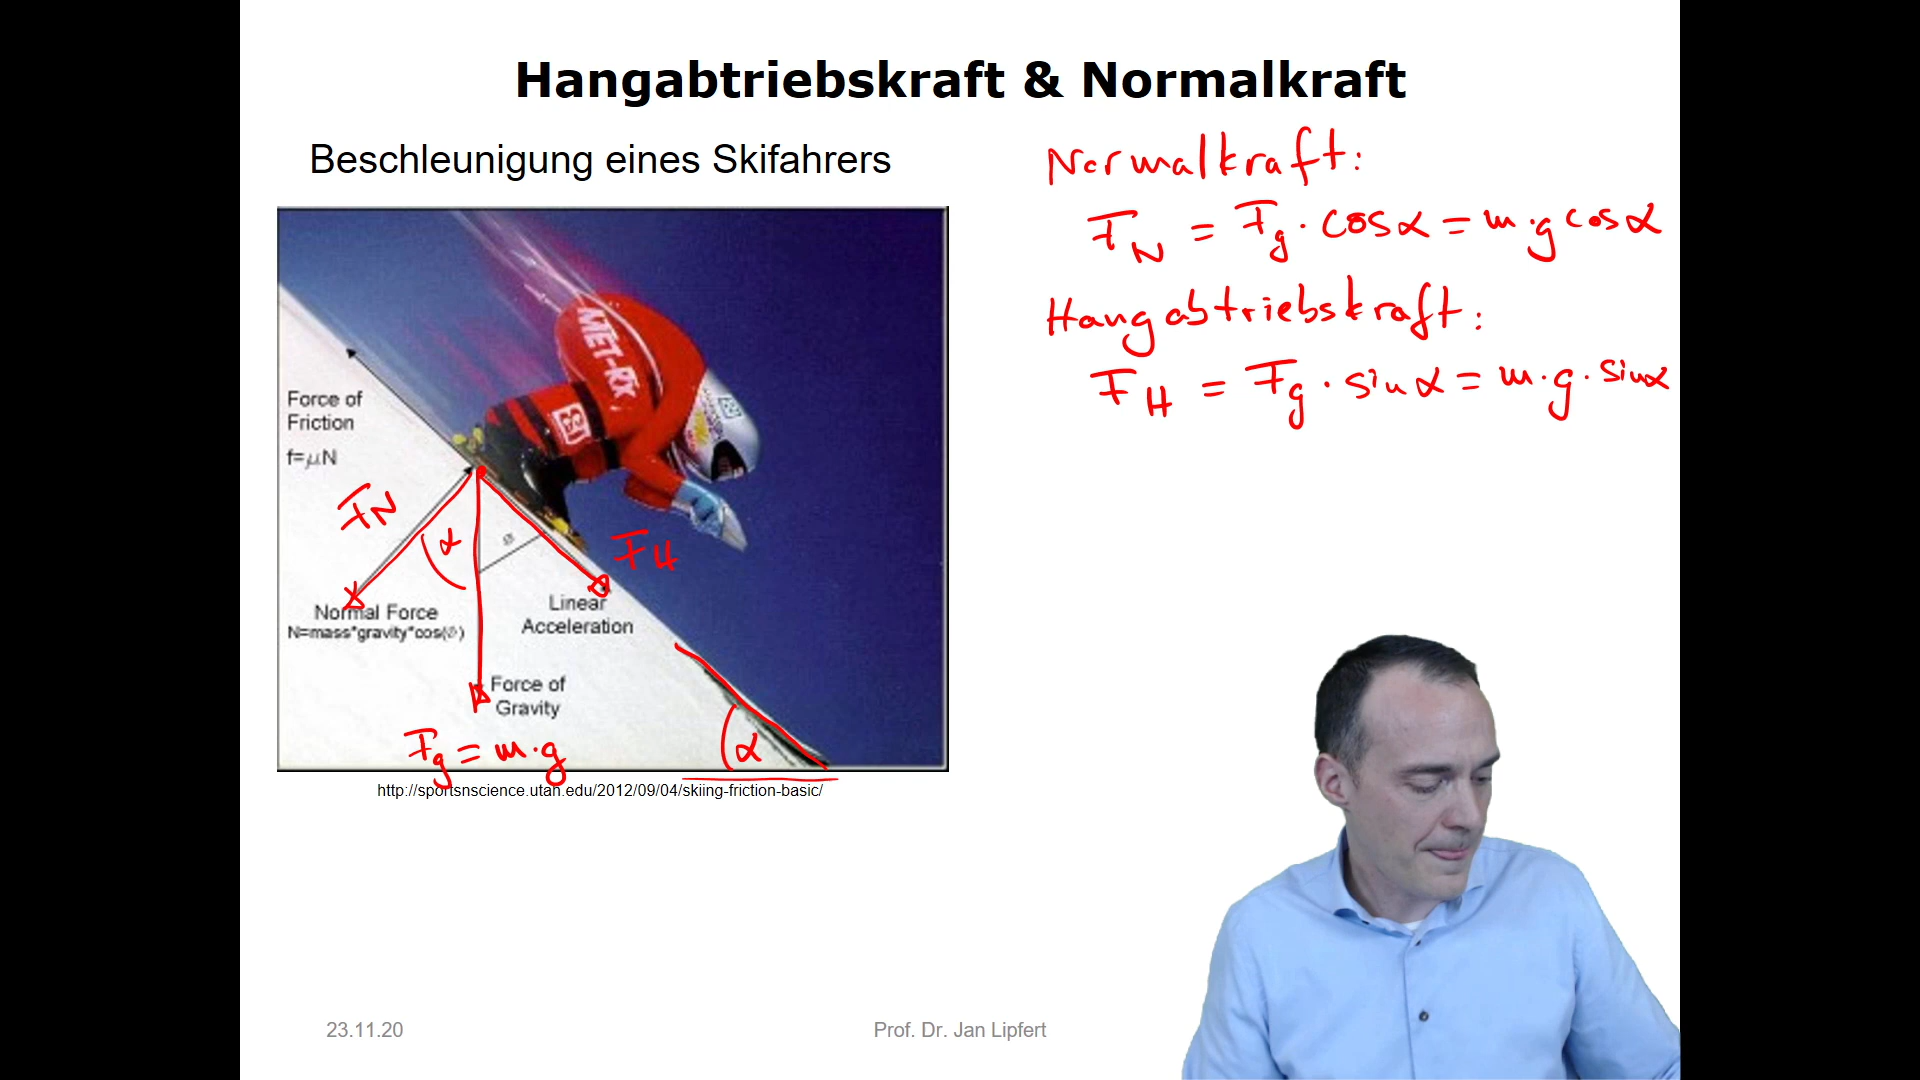 Hangabtriebskraft & Normalkraft
Beschleunigung eines Skifahrers
Normalkraft:
F_N = F_g · cos α = m·g cos α
Hangabtriebskraft:
F_H = F_g · sin α = m·g·sin α
MET-Rx
Force of
Friction
f=μN
F_N
α
ø
F_H
Normal Force
N=mass*gravity*cos(ø)
Linear
Acceleration
Force of
Gravity
F_g = m·g
α
http://sportsnscience.utah.edu/2012/09/04/skiing-friction-basic/
23.11.20
Prof. Dr. Jan Lipfert